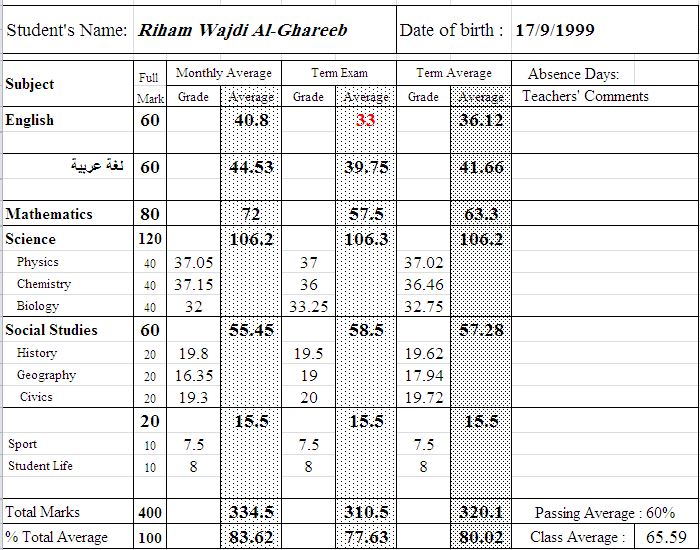 Student's Name: Riham Wajdi Al-Ghareeb Date of birth : 17/9/1999
Subject Full Mark Monthly Average Term Exam Term Average Absence Days:
Grade Average Grade Average Grade Average Teachers' Comments
English 60 40.8 33 36.12
لغة عربية 60 44.53 39.75 41.66
Mathematics 80 72 57.5 63.3
Science 120 106.2 106.3 106.2
Physics 40 37.05 37 37.02
Chemistry 40 37.15 36 36.46
Biology 40 32 33.25 32.75
Social Studies 60 55.45 58.5 57.28
History 20 19.8 19.5 19.62
Geography 20 16.35 19 17.94
Civics 20 19.3 20 19.72
20 15.5 15.5 15.5
Sport 10 7.5 7.5 7.5
Student Life 10 8 8 8
Total Marks 400 334.5 310.5 320.1 Passing Average : 60%
% Total Average 100 83.62 77.63 80.02 Class Average : 65.59